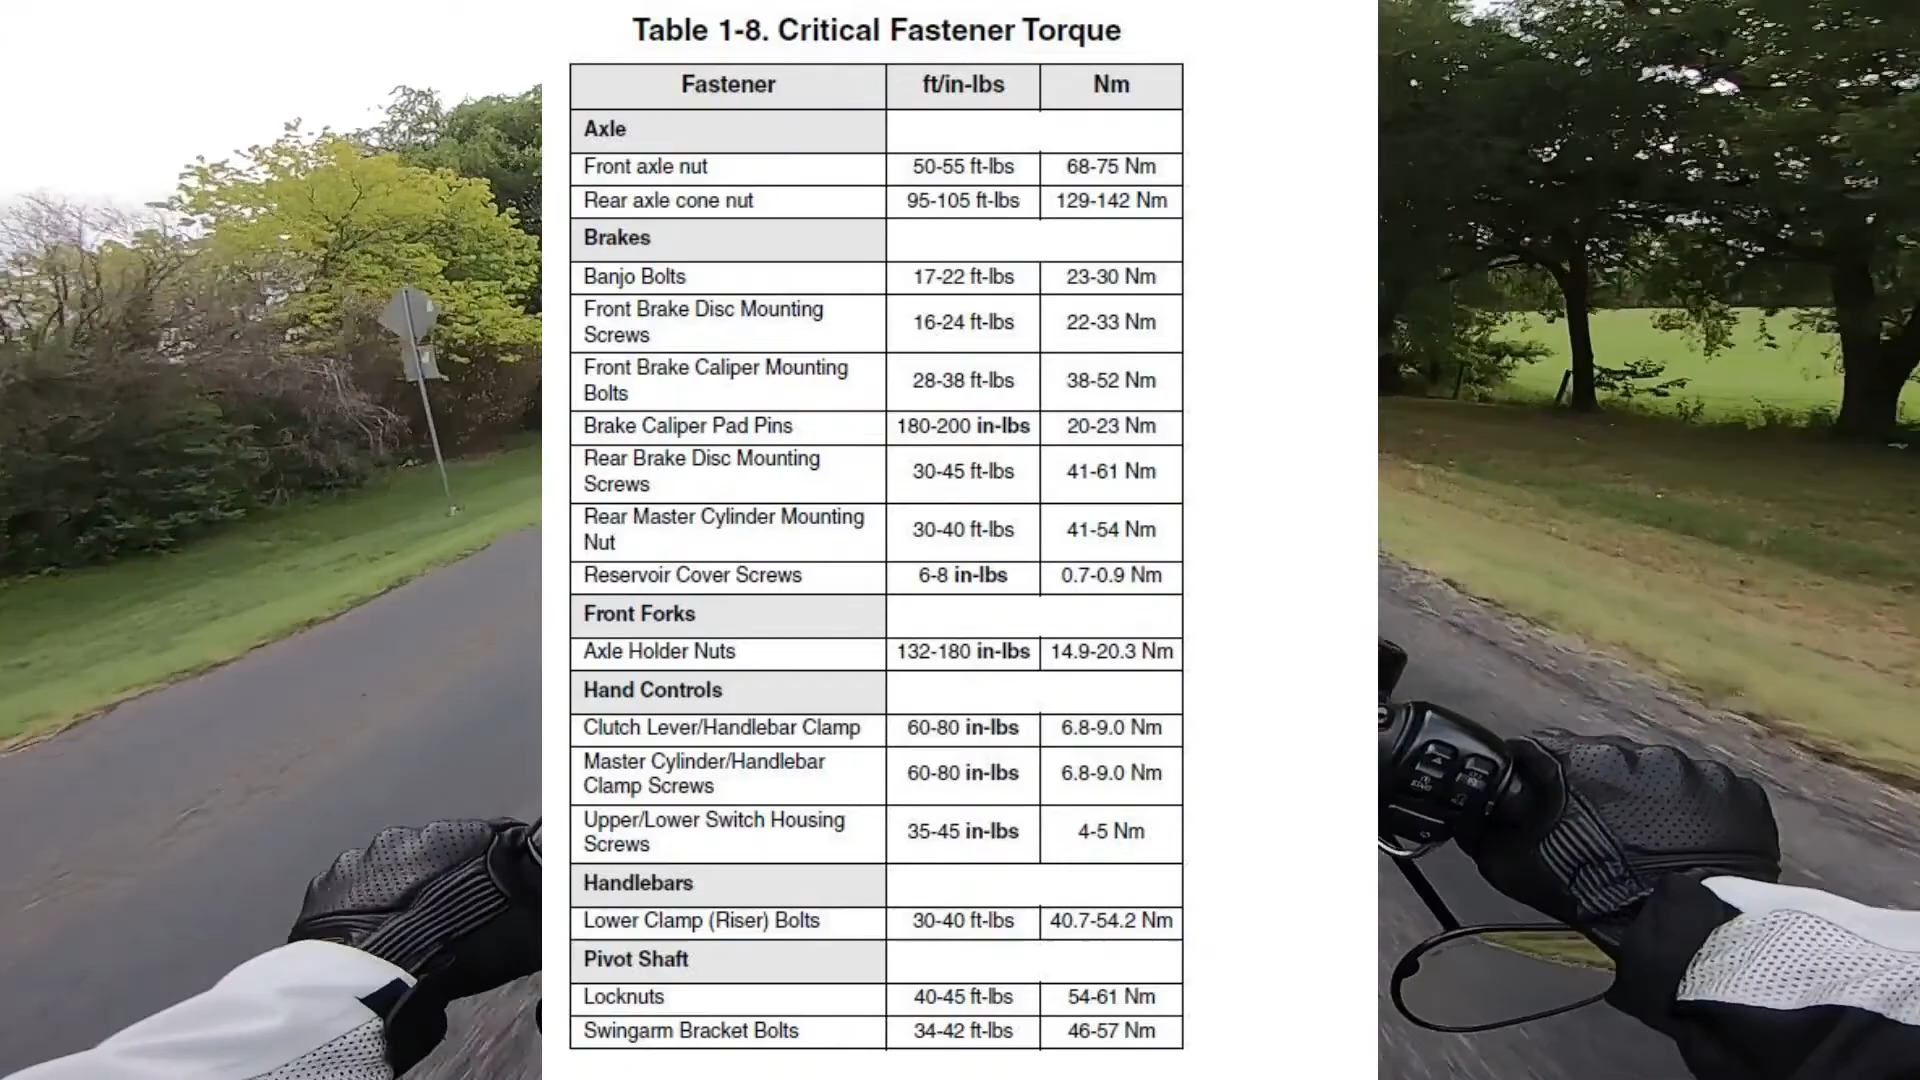 Table 1-8. Critical Fastener Torque
Fastener ft/in-lbs Nm
Axle
Front axle nut 50-55 ft-lbs 68-75 Nm
Rear axle cone nut 95-105 ft-lbs 129-142 Nm
Brakes
Banjo Bolts 17-22 ft-lbs 23-30 Nm
Front Brake Disc Mounting
Screws 16-24 ft-lbs 22-33 Nm
Front Brake Caliper Mounting
Bolts 28-38 ft-lbs 38-52 Nm
Brake Caliper Pad Pins 180-200 in-lbs 20-23 Nm
Rear Brake Disc Mounting
Screws 30-45 ft-lbs 41-61 Nm
Rear Master Cylinder Mounting
Nut 30-40 ft-lbs 41-54 Nm
Reservoir Cover Screws 6-8 in-lbs 0.7-0.9 Nm
Front Forks
Axle Holder Nuts 132-180 in-lbs 14.9-20.3 Nm
Hand Controls
Clutch Lever/Handlebar Clamp 60-80 in-lbs 6.8-9.0 Nm
Master Cylinder/Handlebar
Clamp Screws 60-80 in-lbs 6.8-9.0 Nm
Upper/Lower Switch Housing
Screws 35-45 in-lbs 4-5 Nm
Handlebars
Lower Clamp (Riser) Bolts 30-40 ft-lbs 40.7-54.2 Nm
Pivot Shaft
Locknuts 40-45 ft-lbs 54-61 Nm
Swingarm Bracket Bolts 34-42 ft-lbs 46-57 Nm